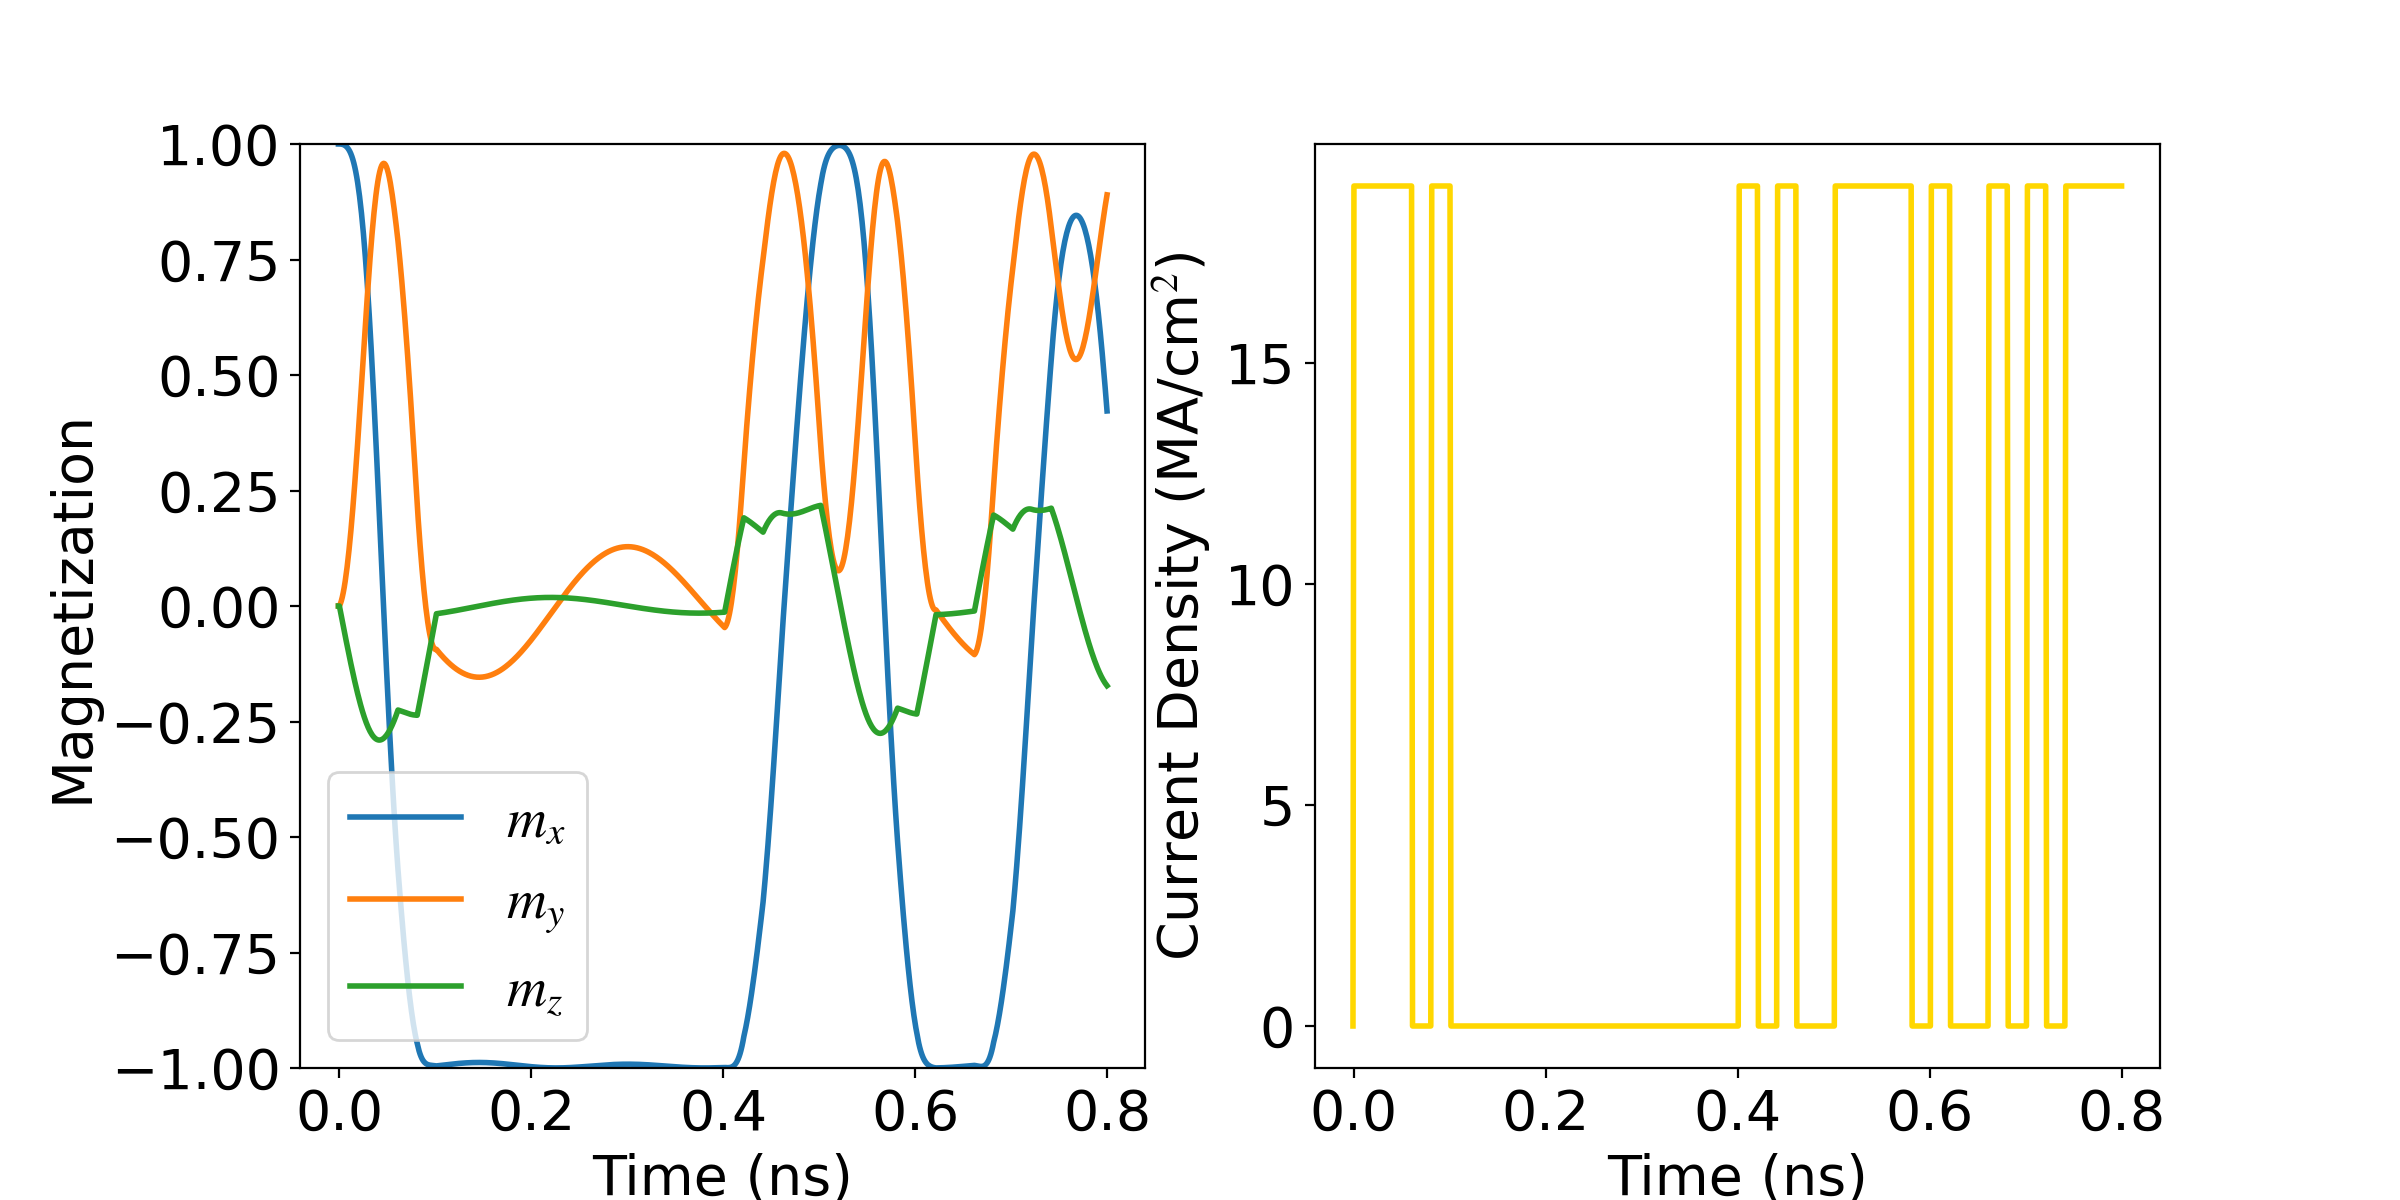 Magnetization
1.00
0.75
0.50
0.25
0.00
−0.25
−0.50
−0.75
−1.00
m_x
m_y
m_z
0.0 0.2 0.4 0.6 0.8
Time (ns)
Current Density (MA/cm²)
15
10
5
0
0.0 0.2 0.4 0.6 0.8
Time (ns)